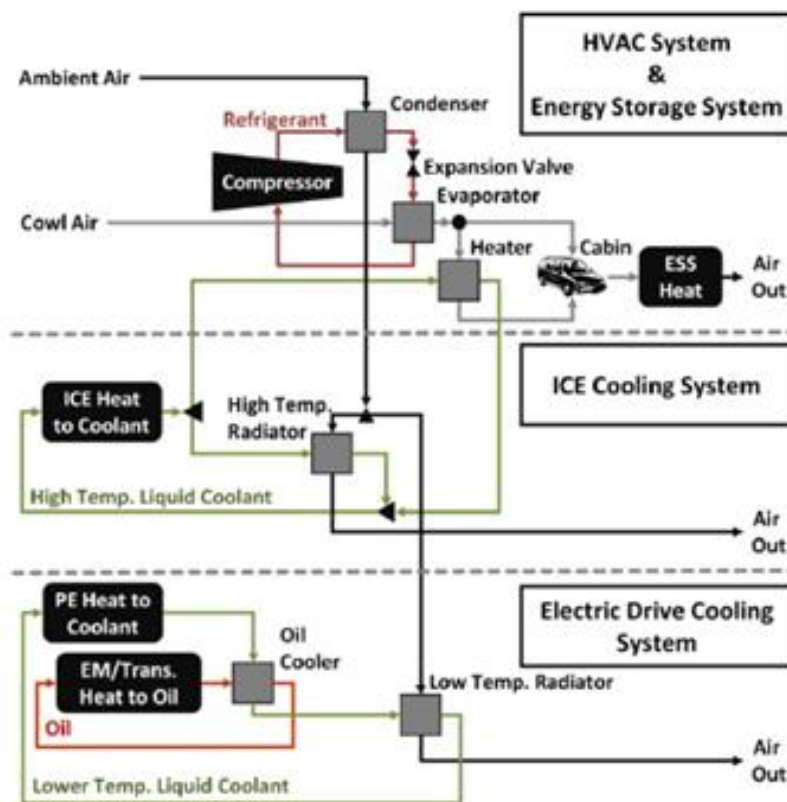 HVAC System
&
Energy Storage System
Ambient Air
Condenser
Refrigerant
Compressor
Expansion Valve
Evaporator
Cowl Air
Heater
Cabin
ESS
Heat
Air
Out
ICE Cooling System
ICE Heat
to Coolant
High Temp.
Radiator
High Temp. Liquid Coolant
Air
Out
Electric Drive Cooling
System
PE Heat to
Coolant
Oil
Cooler
EM/Trans.
Heat to Oil
Low Temp. Radiator
Oil
Air
Out
Lower Temp. Liquid Coolant